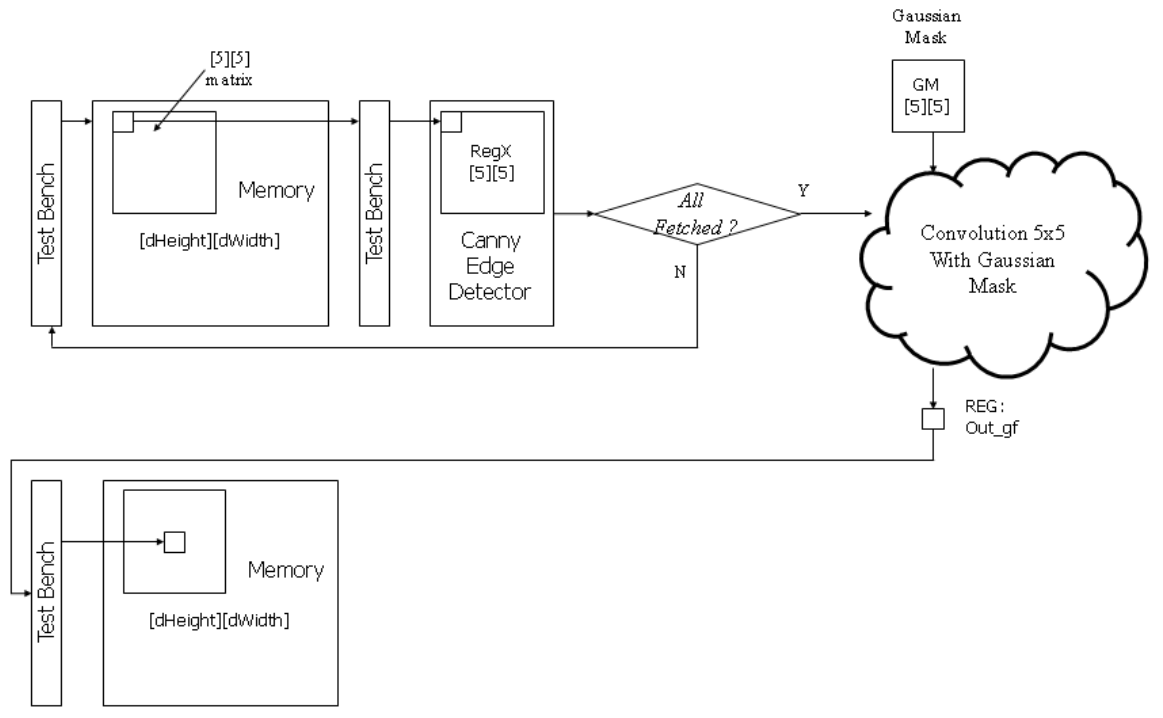 Gaussian
Mask
[5][5]
matrix
GM
[5][5]
Test Bench
Memory
[dHeight][dWidth]
Test Bench
RegX
[5][5]
Canny
Edge
Detector
All
Fetched ?
Y
N
Convolution 5x5
With Gaussian
Mask
REG:
Out_gf
Test Bench
Memory
[dHeight][dWidth]